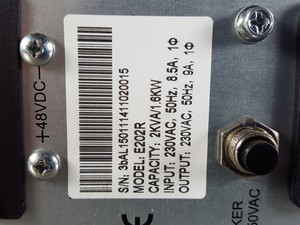 +48VDC−
S/N: 3bAL150111411020015
MODEL: E202R
CAPACITY: 2KVA/1.6KW
INPUT: 230VAC, 50Hz, 8.5A, 1Φ
OUTPUT: 230VAC, 50Hz, 9A, 1Φ
CE
KER
50VAC